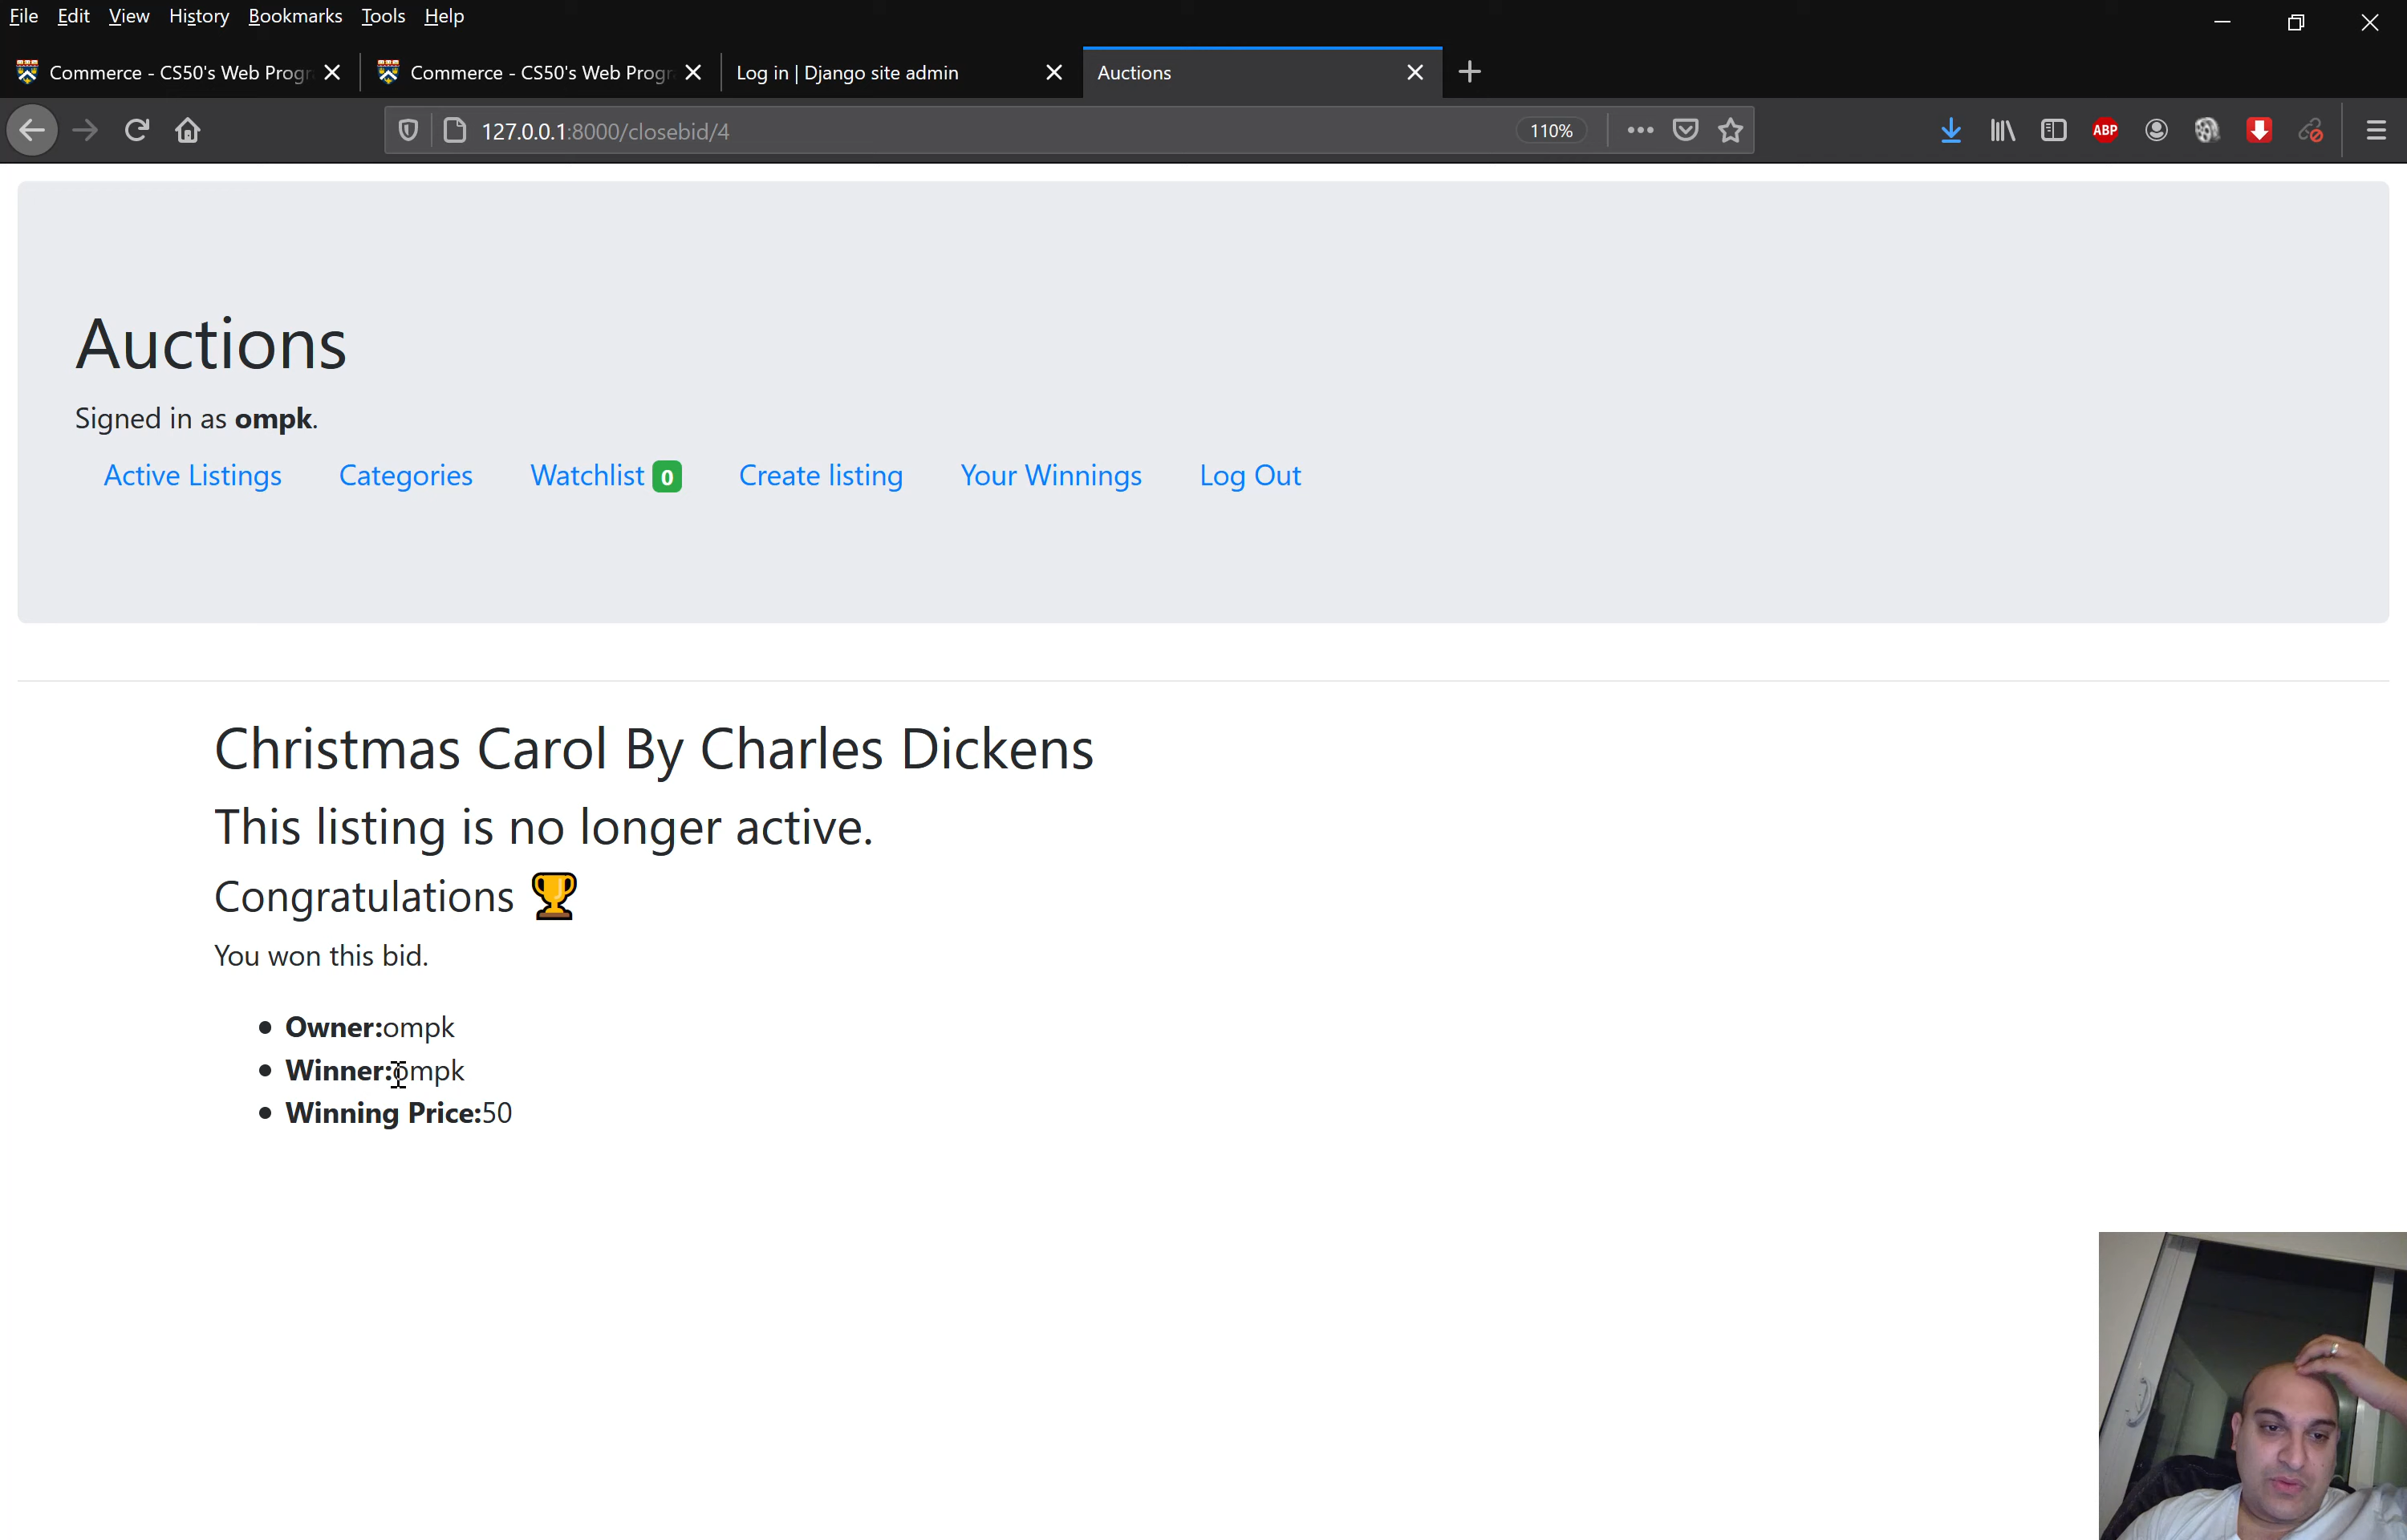 File Edit View History Bookmarks Tools Help
Commerce - CS50's Web Progr
Commerce - CS50's Web Progr
Log in | Django site admin
Auctions
127.0.0.1:8000/closebid/4
110%
ABP
Auctions
Signed in as ompk.
Active Listings Categories Watchlist 0 Create listing Your Winnings Log Out
Christmas Carol By Charles Dickens
This listing is no longer active.
Congratulations 🏆
You won this bid.
Owner:ompk
Winner:ompk
Winning Price:50